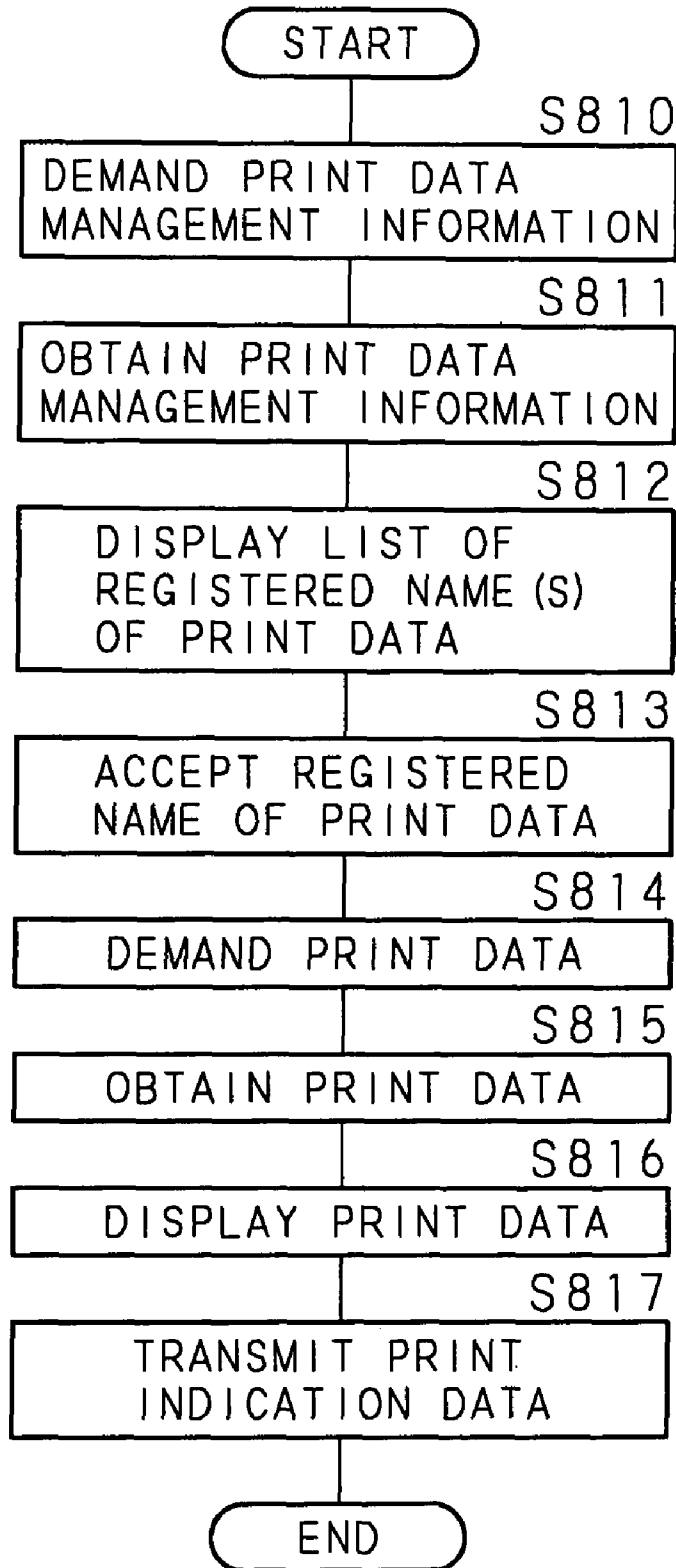 START
S810
DEMAND PRINT DATA
MANAGEMENT INFORMATION
S811
OBTAIN PRINT DATA
MANAGEMENT INFORMATION
S812
DISPLAY LIST OF
REGISTERED NAME(S)
OF PRINT DATA
S813
ACCEPT REGISTERED
NAME OF PRINT DATA
S814
DEMAND PRINT DATA
S815
OBTAIN PRINT DATA
S816
DISPLAY PRINT DATA
S817
TRANSMIT PRINT
INDICATION DATA
END